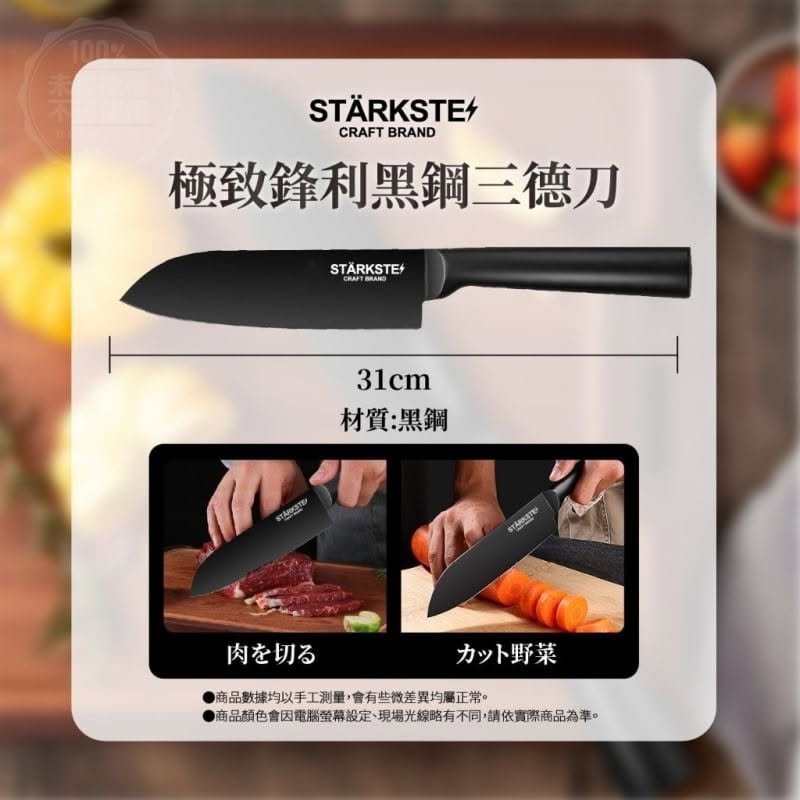 100%
STÄRKSTE
CRAFT BRAND
極致鋒利黑鋼三德刀
STÄRKSTE
CRAFT BRAND
31cm
材質:黑鋼
STÄRKSTE
CRAFT BRAND
STÄRKSTE
CRAFT BRAND
肉を切る
カット野菜
●商品數據均以手工測量,會有些微差異均屬正常。
●商品顏色會因電腦螢幕設定、現場光線略有不同,請依實際商品為準。